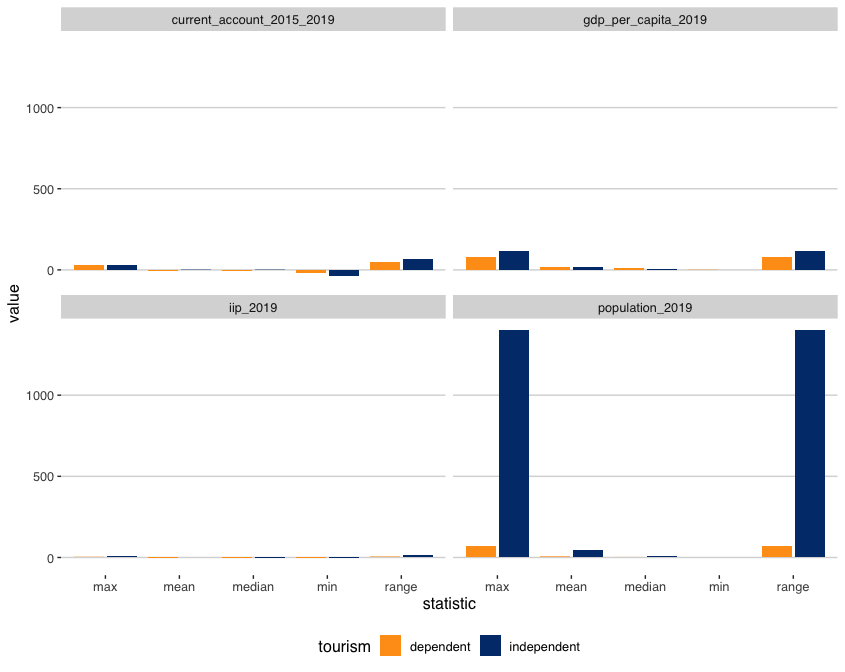 current_account_2015_2019
gdp_per_capita_2019
1000
500
0
value
iip_2019
population_2019
1000
500
0
max mean median min range
max mean median min range
statistic
tourism dependent independent